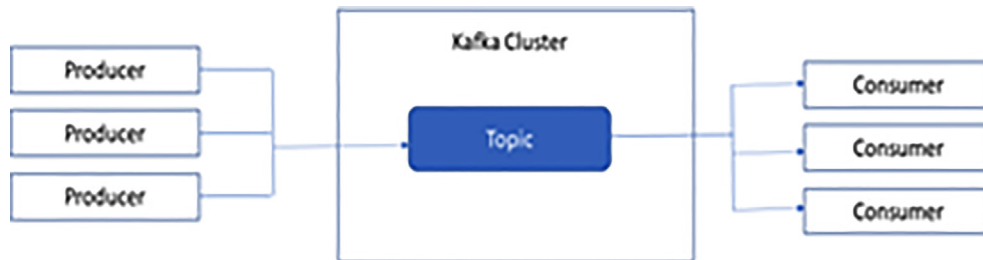 Producer
Producer
Producer
Kafka Cluster
Topic
Consumer
Consumer
Consumer